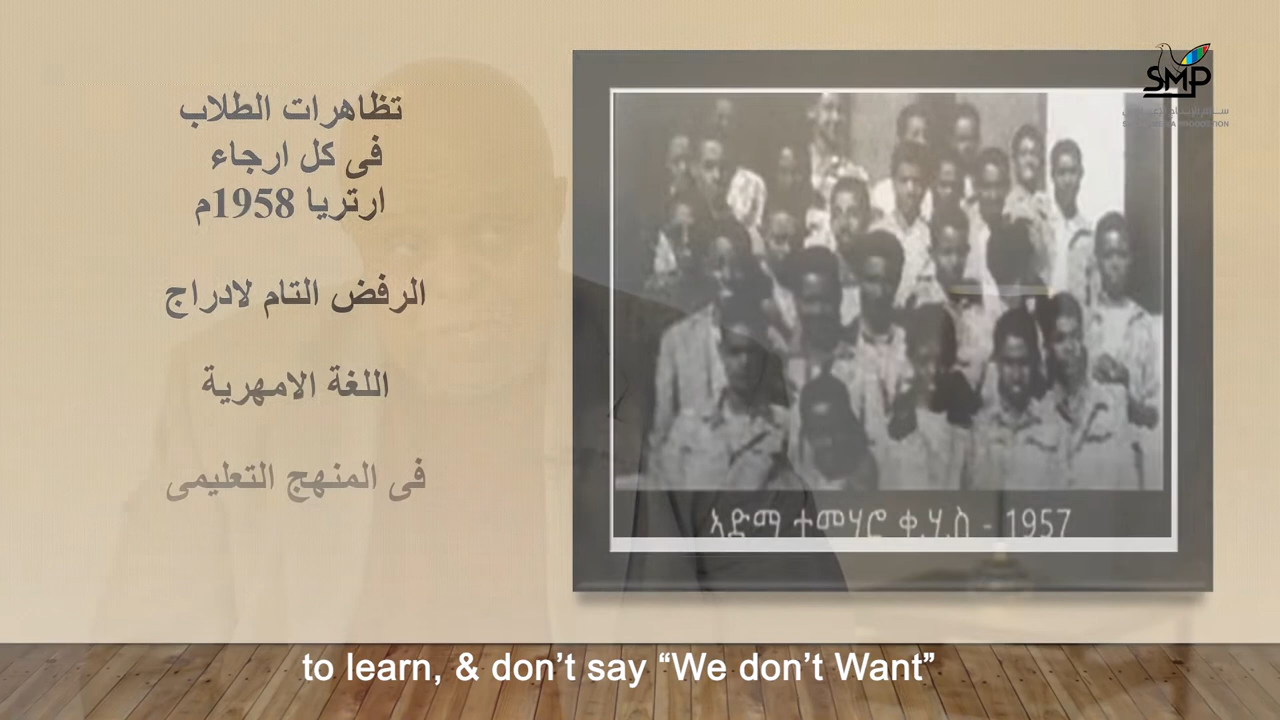 تظاهرات الطلاب
فى كل ارجاء
ارتريا 1958م
الرفض التام لادراج
اللغة الامهرية
فى المنهج التعليمى
SMP
ኣድማ ተመሃሮ ቀ.ሃ.ስ - 1957
to learn, & don’t say “We don’t Want”